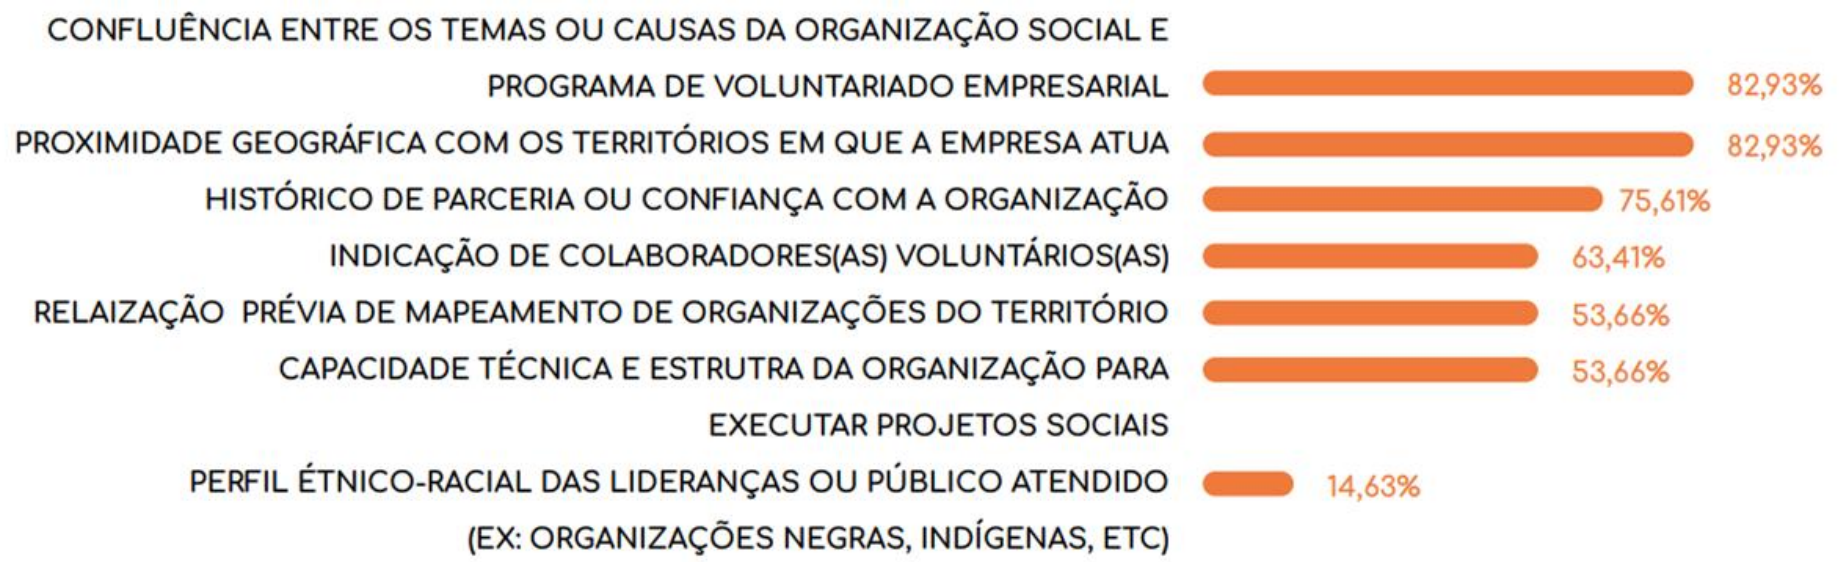 CONFLUÊNCIA ENTRE OS TEMAS OU CAUSAS DA ORGANIZAÇÃO SOCIAL E
PROGRAMA DE VOLUNTARIADO EMPRESARIAL 82,93%
PROXIMIDADE GEOGRÁFICA COM OS TERRITÓRIOS EM QUE A EMPRESA ATUA 82,93%
HISTÓRICO DE PARCERIA OU CONFIANÇA COM A ORGANIZAÇÃO 75,61%
INDICAÇÃO DE COLABORADORES(AS) VOLUNTÁRIOS(AS) 63,41%
RELAIZAÇÃO PRÉVIA DE MAPEAMENTO DE ORGANIZAÇÕES DO TERRITÓRIO 53,66%
CAPACIDADE TÉCNICA E ESTRUTRA DA ORGANIZAÇÃO PARA 53,66%
EXECUTAR PROJETOS SOCIAIS
PERFIL ÉTNICO-RACIAL DAS LIDERANÇAS OU PÚBLICO ATENDIDO 14,63%
(EX: ORGANIZAÇÕES NEGRAS, INDÍGENAS, ETC)